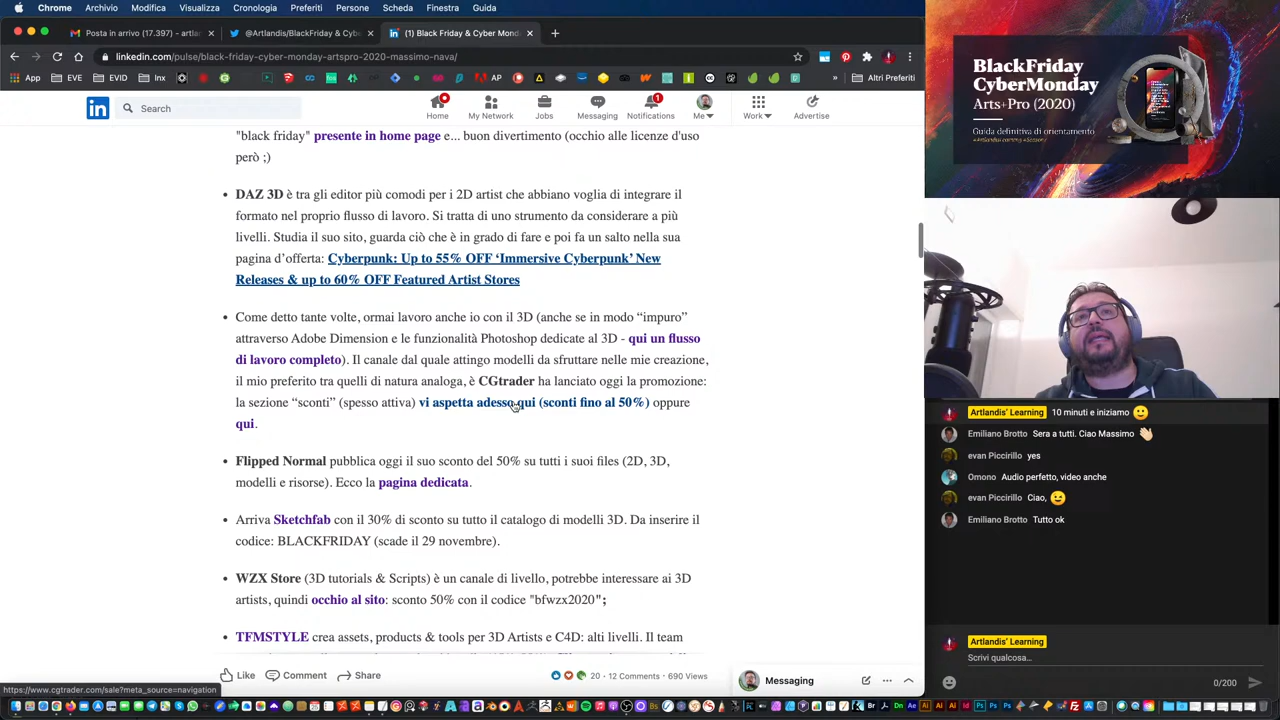 Chrome File Modifica Visualizza Cronologia Preferiti Persone Scheda Finestra Guida
Posta in arrivo (17.397) - artlan
@Artlandis/BlackFriday & Cybe
(1) Black Friday & Cyber Mond
linkedin.com/pulse/black-friday-cyber-monday-artspro-2020-massimo-nava/
App
EVE
EVID
Inc
Altri Preferiti
Search
Home My Network Jobs Messaging Notifications Me Work Advertise
"black friday" presente in home page e... buon divertimento (occhio alle licenze d'uso
però ;)
DAZ 3D è tra gli editor più comodi per i 2D artist che abbiano voglia di integrare il
formato nel proprio flusso di lavoro. Si tratta di uno strumento da considerare a più
livelli. Studia il suo sito, guarda ciò che è in grado di fare e poi fa un salto nella sua
pagina d’offerta: Cyberpunk: Up to 55% OFF ‘Immersive Cyberpunk’ New
Releases & up to 60% OFF Featured Artist Stores
Come detto tante volte, ormai lavoro anche io con il 3D (anche se in modo “impuro”
attraverso Adobe Dimension e le funzionalità Photoshop dedicate al 3D - qui un flusso
di lavoro completo). Il canale dal quale attingo modelli da sfruttare nelle mie creazione,
il mio preferito tra quelli di natura analoga, è CGtrader ha lanciato oggi la promozione:
la sezione “sconti” (spesso attiva) vi aspetta adesso qui (sconti fino al 50%) oppure
qui.
Flipped Normal pubblica oggi il suo sconto del 50% su tutti i suoi files (2D, 3D,
modelli e risorse). Ecco la pagina dedicata.
Arriva Sketchfab con il 30% di sconto su tutto il catalogo di modelli 3D. Da inserire il
codice: BLACKFRIDAY (scade il 29 novembre).
WZX Store (3D tutorials & Scripts) è un canale di livello, potrebbe interessare ai 3D
artists, quindi occhio al sito: sconto 50% con il codice "bfwzx2020";
TFMSTYLE crea assets, products & tools per 3D Artists e C4D: alti livelli. Il team
Like Comment Share
20 · 12 Comments · 690 Views
Messaging
https://www.cgtrader.com/sale?meta_source=navigation
BlackFriday
CyberMonday
Arts+Pro (2020)
Guida definitiva di orientamento
Artlandis' Learning 10 minuti e iniziamo
Emiliano Brotto Sera a tutti. Ciao Massimo
evan Piccirillo yes
Omono Audio perfetto, video anche
evan Piccirillo Ciao,
Emiliano Brotto Tutto ok
Artlandis' Learning
Scrivi qualcosa...
0/200